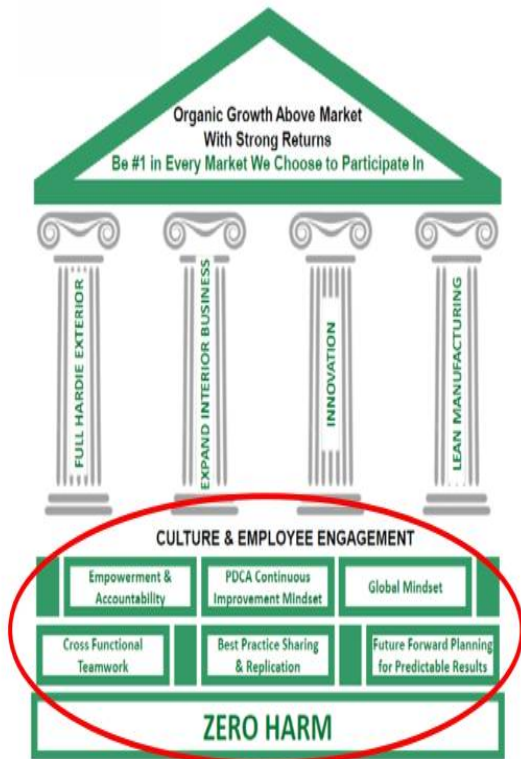 Organic Growth Above Market
With Strong Returns
Be #1 in Every Market We Choose to Participate In
FULL HARDIE EXTERIOR
EXPAND INTERIOR BUSINESS
INNOVATION
LEAN MANUFACTURING
CULTURE & EMPLOYEE ENGAGEMENT
Empowerment &
Accountability
PDCA Continuous
Improvement Mindset
Global Mindset
Cross Functional
Teamwork
Best Practice Sharing
& Replication
Future Forward Planning
for Predictable Results
ZERO HARM